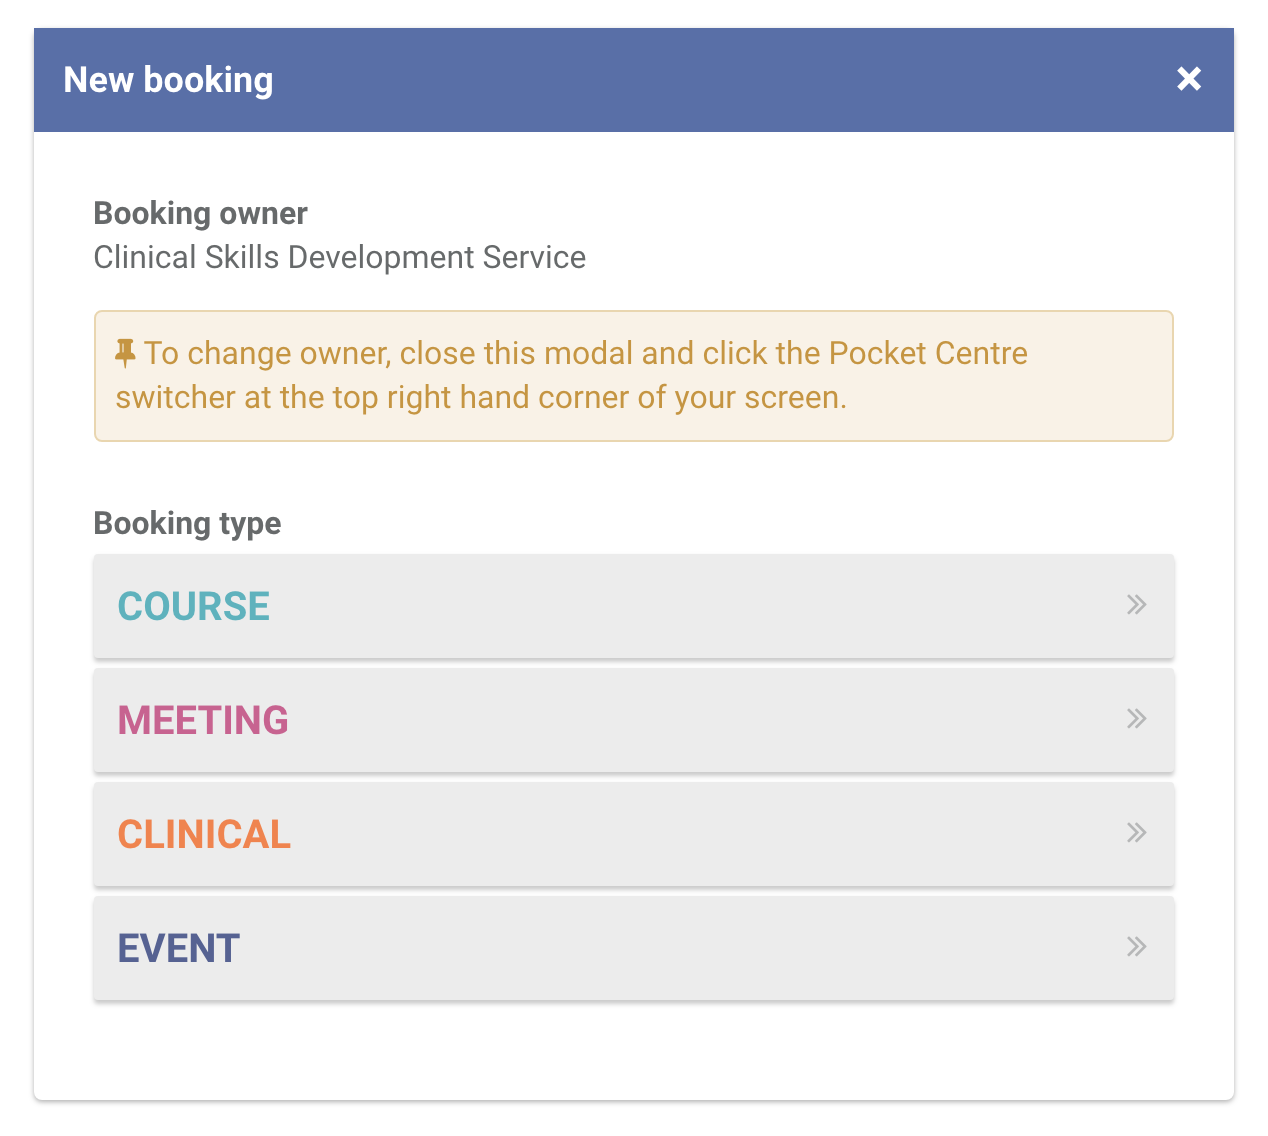 New booking
Booking owner
Clinical Skills Development Service
To change owner, close this modal and click the Pocket Centre
switcher at the top right hand corner of your screen.
Booking type
COURSE
MEETING
CLINICAL
EVENT